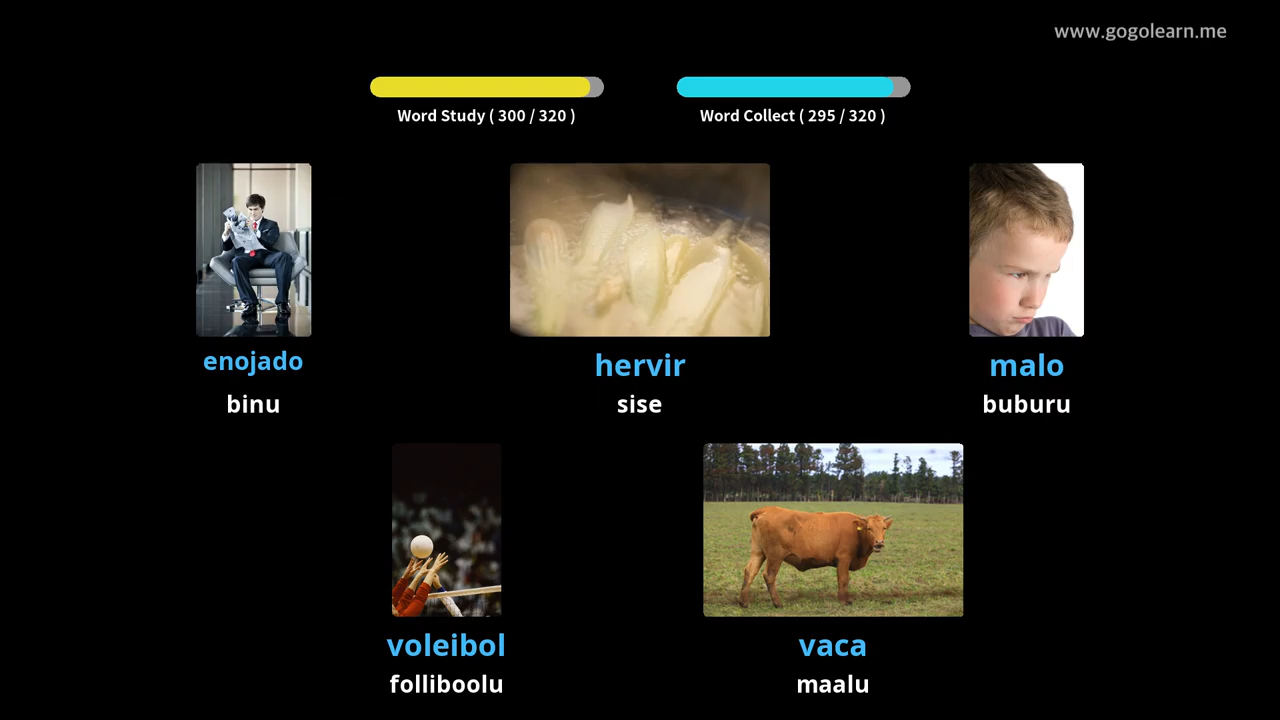 www.gogolearn.me
Word Study ( 300 / 320 )
Word Collect ( 295 / 320 )
enojado
binu
hervir
sise
malo
buburu
voleibol
folliboolu
vaca
maalu